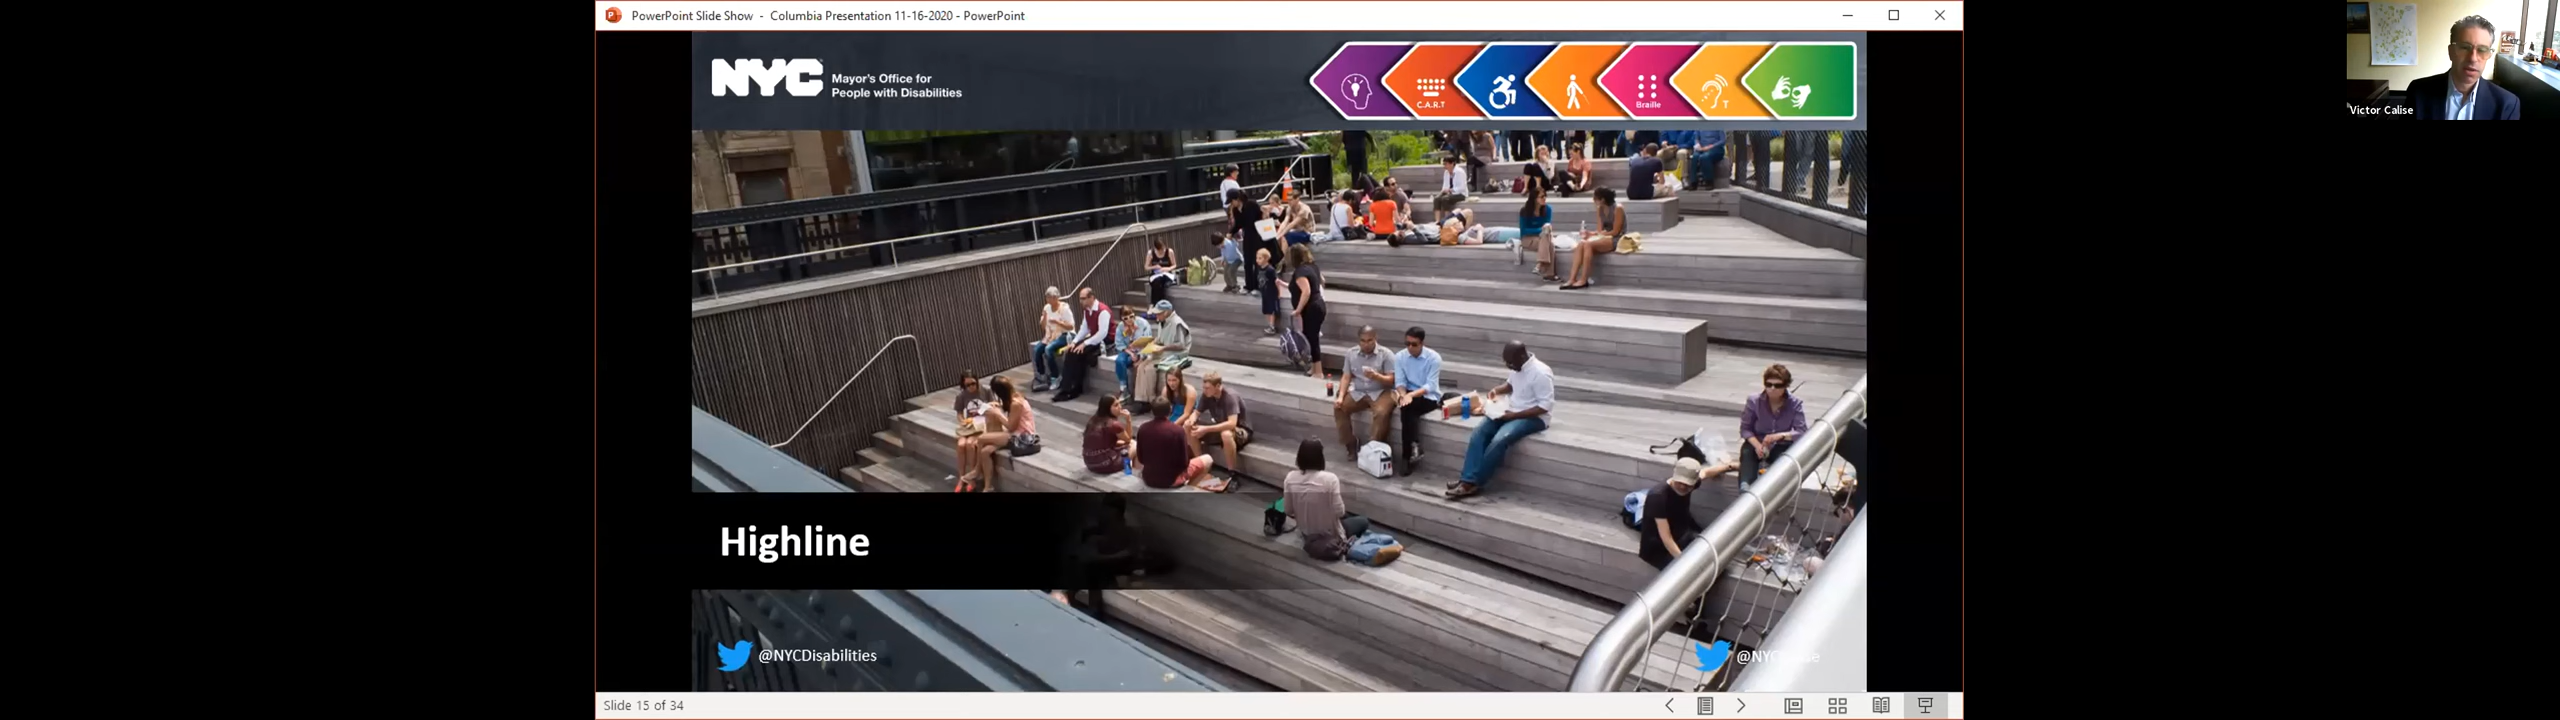 PowerPoint Slide Show - Columbia Presentation 11-16-2020 - PowerPoint
NYC
Mayor's Office for
People with Disabilities
C.A.R.T
Braille
T
Victor Calise
Highline
@NYCDisabilities
Slide 15 of 34